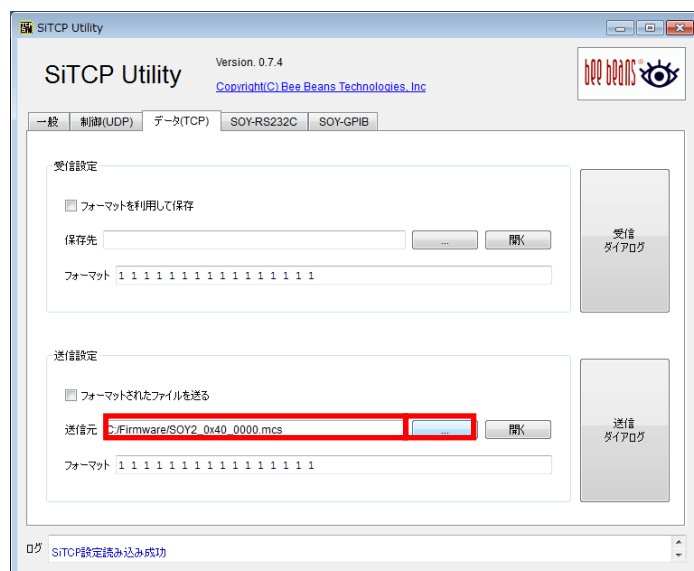 SiTCP Utility
SiTCP Utility
Version. 0.7.4
Copyright(C) Bee Beans Technologies, Inc
bee beans
一般 制御(UDP) データ(TCP) SOY-RS232C SOY-GPIB
受信設定
フォーマットを利用して保存
保存先 ... 開く
フォーマット 1 1 1 1 1 1 1 1 1 1 1 1 1 1 1 1
受信
ダイアログ
送信設定
フォーマットされたファイルを送る
送信元 C:/Firmware/SOY2_0x40_0000.mcs ... 開く
フォーマット 1 1 1 1 1 1 1 1 1 1 1 1 1 1 1 1
送信
ダイアログ
ログ SiTCP設定読み込み成功